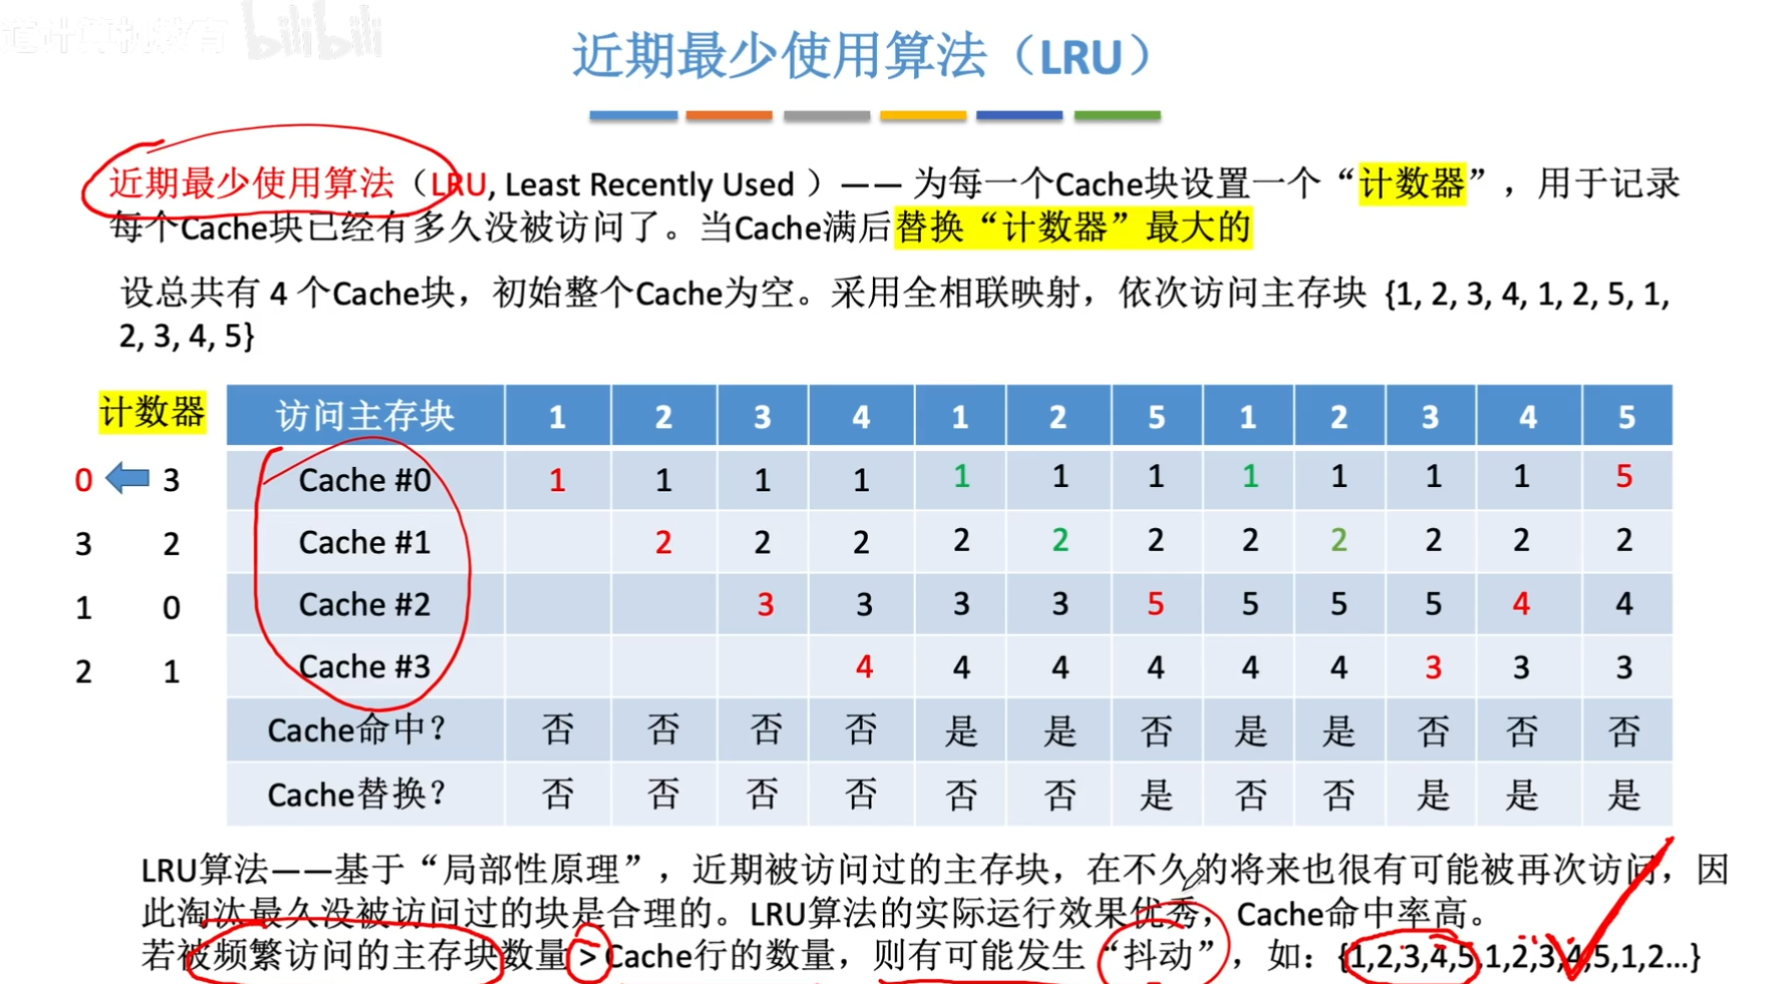 道计算机教育 bilibili
近期最少使用算法（LRU）
近期最少使用算法（LRU, Least Recently Used ）—— 为每一个Cache块设置一个“计数器”，用于记录
每个Cache块已经有多久没被访问了。当Cache满后替换“计数器”最大的
设总共有 4 个Cache块，初始整个Cache为空。采用全相联映射，依次访问主存块 {1, 2, 3, 4, 1, 2, 5, 1,
2, 3, 4, 5}
计数器 访问主存块 1 2 3 4 1 2 5 1 2 3 4 5
0 3 Cache #0 1 1 1 1 1 1 1 1 1 1 1 5
3 2 Cache #1 2 2 2 2 2 2 2 2 2 2 2
1 0 Cache #2 3 3 3 3 5 5 5 5 4 4
2 1 Cache #3 4 4 4 4 4 4 3 3 3
Cache命中？ 否 否 否 否 是 是 否 是 是 否 否 否
Cache替换？ 否 否 否 否 否 否 是 否 否 是 是 是
LRU算法——基于“局部性原理”，近期被访问过的主存块，在不久的将来也很有可能被再次访问，因
此淘汰最久没被访问过的块是合理的。LRU算法的实际运行效果优秀，Cache命中率高。
若被频繁访问的主存块数量 > Cache行的数量，则有可能发生“抖动”，如：{1,2,3,4,5,1,2,3,4,5,1,2…}